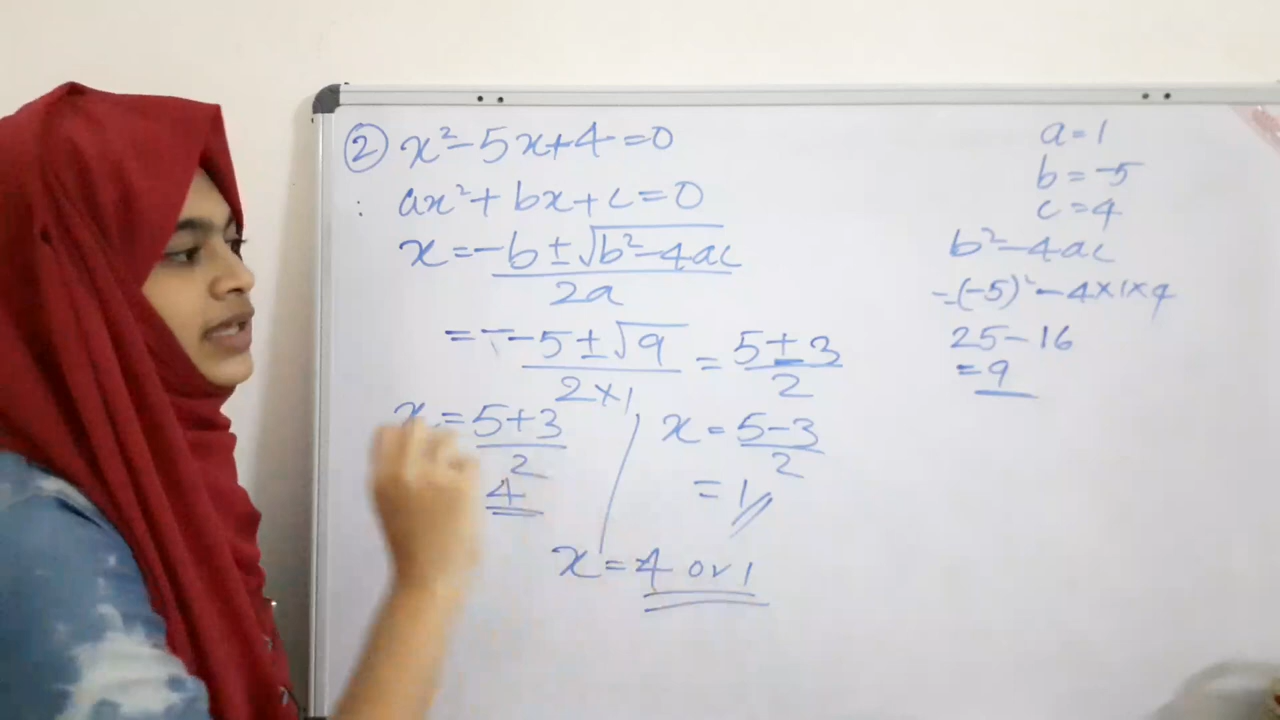 ② x²-5x+4=0
ax²+bx+c=0
x = -b ± √b²-4ac / 2a
= --5 ± √9 / 2×1 = 5±3 / 2
x = 5+3 / 2
4
x = 5-3 / 2
= 1
x = 4 or 1
a=1
b=-5
c=4
b²-4ac
=(-5)²-4×1×4
25-16
=9